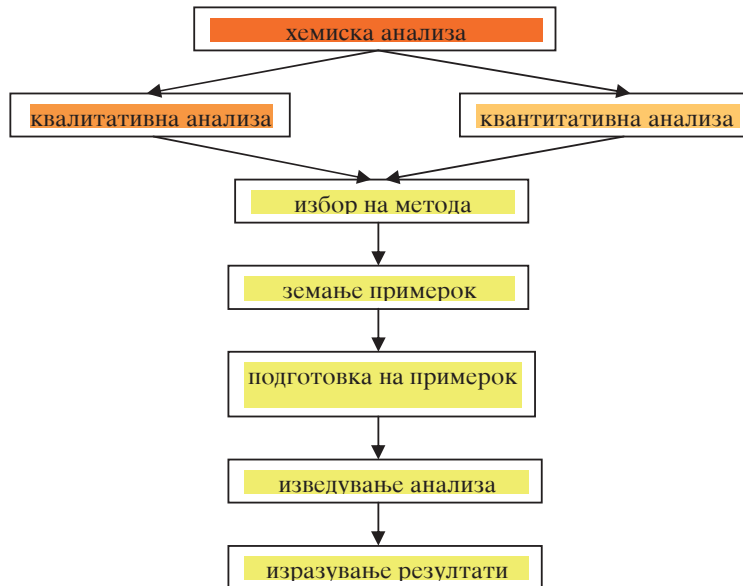 хемиска анализа
квалитативна анализа
квантитативна анализа
избор на метода
земање примерок
подготовка на примерок
изведување анализа
изразување резултати